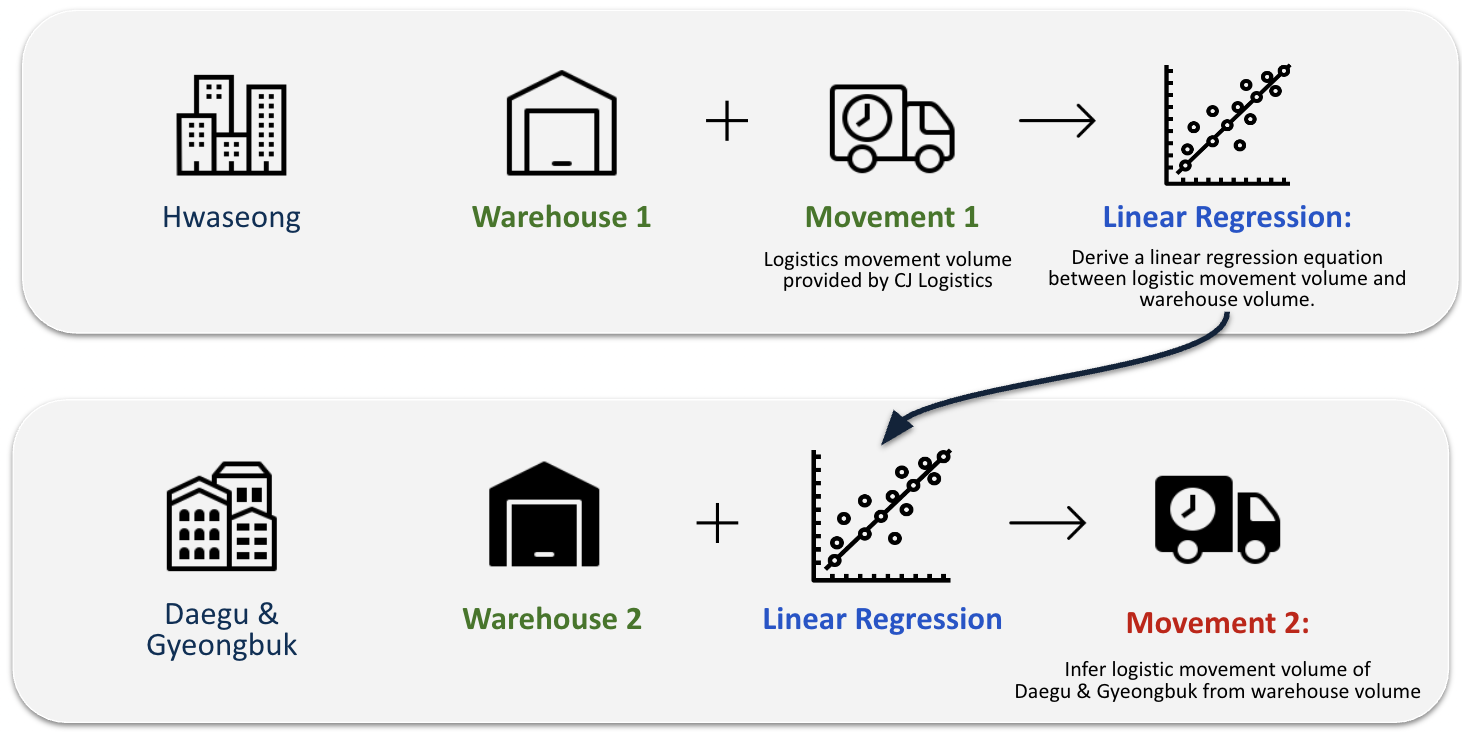 Hwaseong
Warehouse 1
Movement 1
Logistics movement volume
provided by CJ Logistics
Linear Regression:
Derive a linear regression equation
between logistic movement volume and
warehouse volume.
Daegu &
Gyeongbuk
Warehouse 2
Linear Regression
Movement 2:
Infer logistic movement volume of
Daegu & Gyeongbuk from warehouse volume